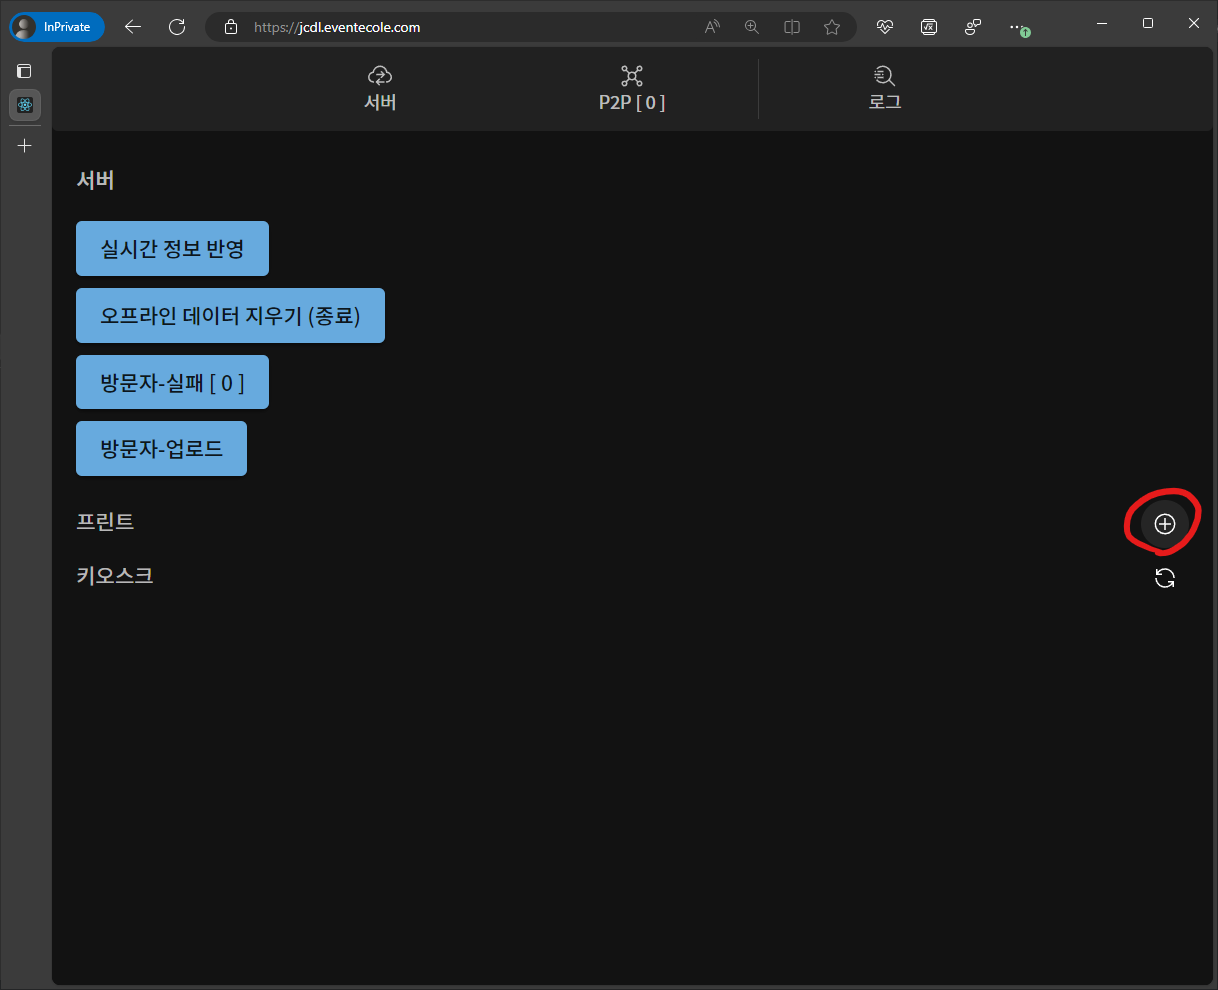 InPrivate
https://jcdl.eventecole.com
서버
P2P [ 0 ]
로그
서버
실시간 정보 반영
오프라인 데이터 지우기 (종료)
방문자-실패 [ 0 ]
방문자-업로드
프린트
키오스크